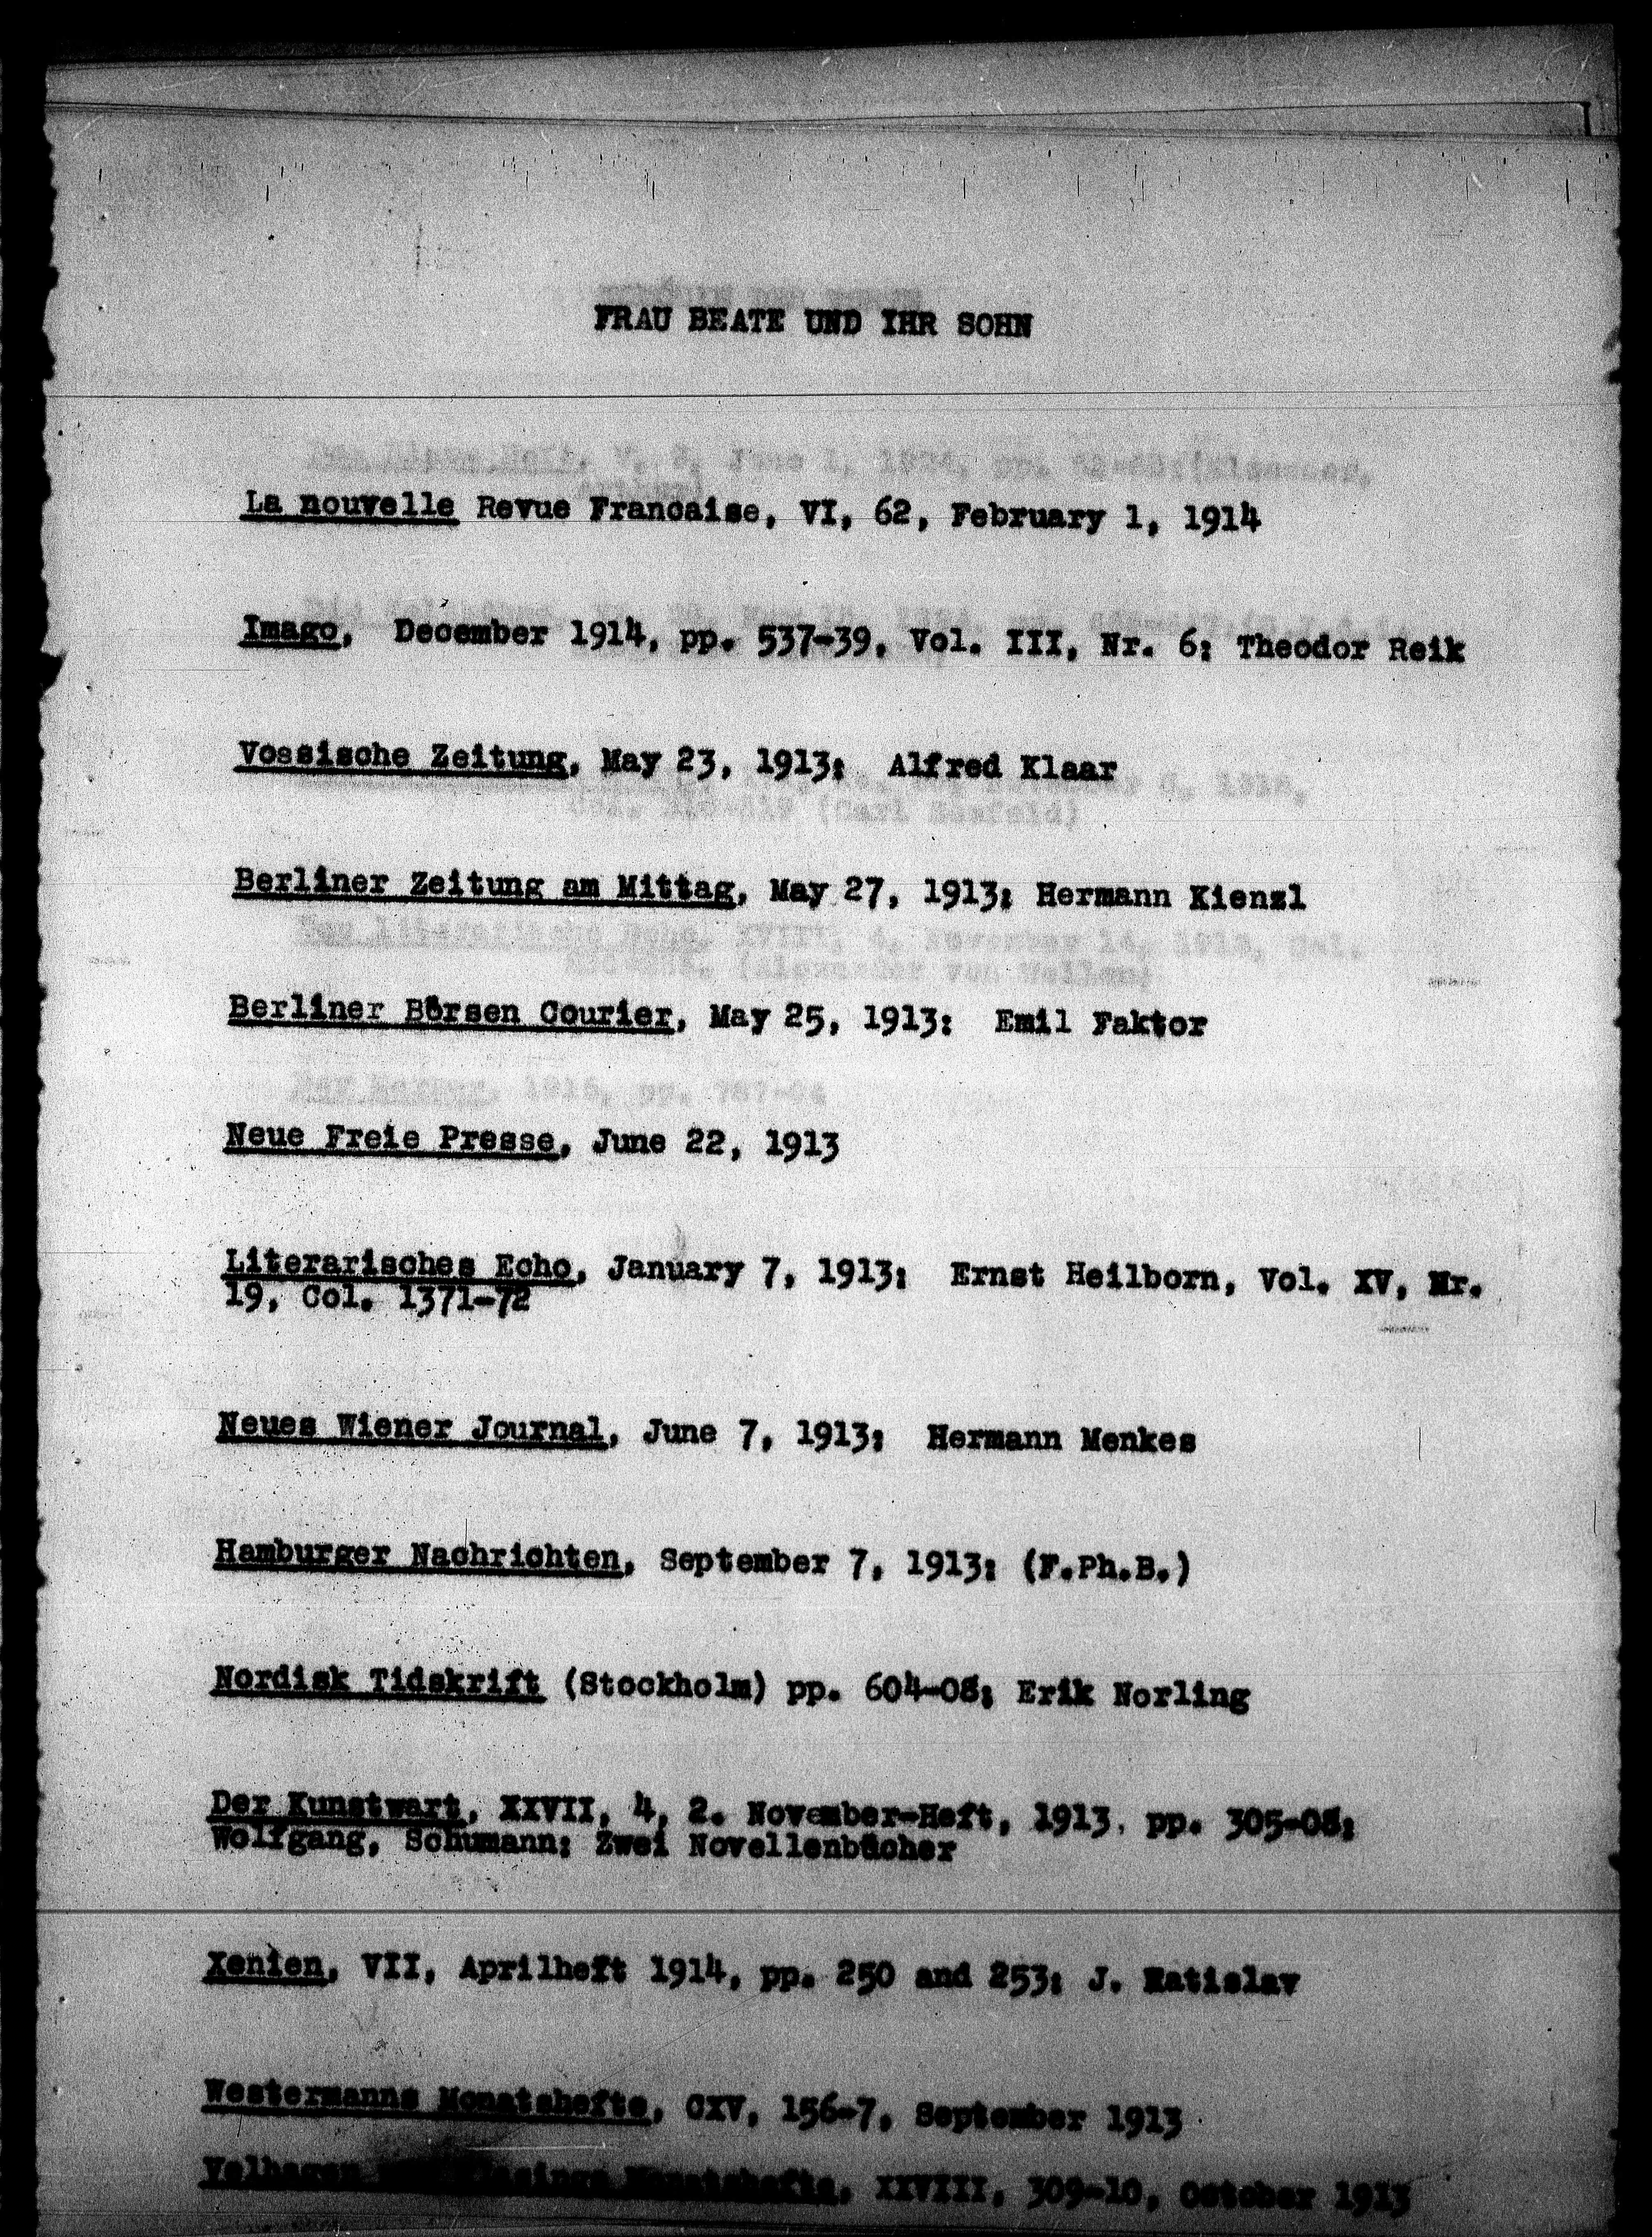 FRAU BEATE UND IHR SOHN
La nouvelle Revue Francaise, VI, 62, February 1, 1914
Imago, December 1914, pp. 537-39, Vol. III, Nr. 6; Theodor Reik
Vossische Zeitung, May 23, 1913; Alfred Klaar
Berliner Zeitung am Mittag, May 27, 1913; Hermann Kienzl
Berliner Börsen Courier, May 25, 1913: Emil Faktor
Neue Freie Presse, June 22, 1913
Literarisches Echo, January 7, 1913; Ernst Heilborn, Vol. XV, Nr.
19, Col. 1371-72
Neues Wiener Journal, June 7, 1913; Hermann Menkes
Hamburger Nachrichten, September 7, 1913; (F.Ph.B.)
Nordisk Tidskrift (Stockholm) pp. 604-08; Erik Norling
Der Kunstwart, XXVII, 4, 2. November-Heft, 1913. pp. 305-08;
Wolfgang, Schumann; Zwei Novellenbücher
Xenien, VII, Aprilheft 1914, pp. 250 and 253; J. Ratislav
Westermanns Monatshefte, CXV, 156-7, September 1913
Velhagen Klasings Monatshefte, XXVIII, 309-10, October 1913